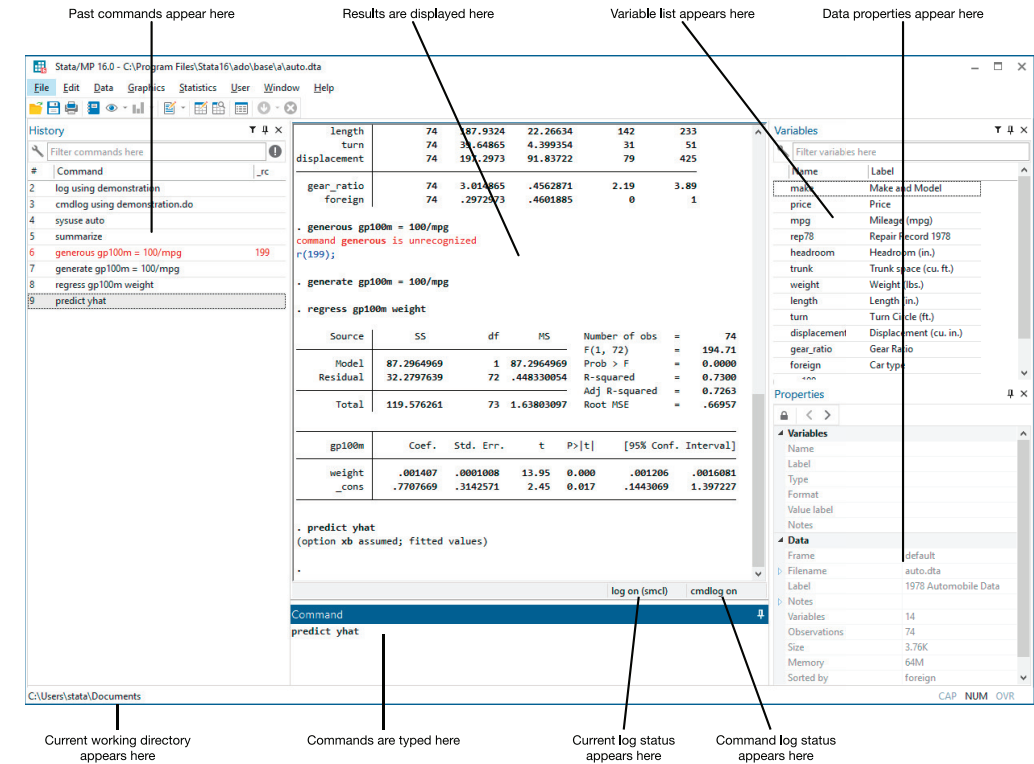 Past commands appear here
Results are displayed here
Variable list appears here
Data properties appear here
Stata/MP 16.0 - C:\Program Files\Stata16\ado\base\a\auto.dta
File Edit Data Graphics Statistics User Window Help
History
Filter commands here
# Command _rc
2 log using demonstration
3 cmdlog using demonstration.do
4 sysuse auto
5 summarize
6 generous gp100m = 100/mpg 199
7 generate gp100m = 100/mpg
8 regress gp100m weight
9 predict yhat
length 74 187.9324 22.26634 142 233
turn 74 39.64865 4.399354 31 51
displacement 74 197.2973 91.83722 79 425
gear_ratio 74 3.014865 .4562871 2.19 3.89
foreign 74 .2972973 .4601885 0 1
. generous gp100m = 100/mpg
command generous is unrecognized
r(199);
. generate gp100m = 100/mpg
. regress gp100m weight
Source SS df MS Number of obs = 74
F(1, 72) = 194.71
Model 87.2964969 1 87.2964969 Prob > F = 0.0000
Residual 32.2797639 72 .448330054 R-squared = 0.7300
Adj R-squared = 0.7263
Total 119.576261 73 1.63803097 Root MSE = .66957
gp100m Coef. Std. Err. t P>|t| [95% Conf. Interval]
weight .001407 .0001008 13.95 0.000 .001206 .0016081
_cons .7707669 .3142571 2.45 0.017 .1443069 1.397227
. predict yhat
(option xb assumed; fitted values)
.
log on (smcl) cmdlog on
Command
predict yhat
Variables
Filter variables here
Name Label
make Make and Model
price Price
mpg Mileage (mpg)
rep78 Repair Record 1978
headroom Headroom (in.)
trunk Trunk space (cu. ft.)
weight Weight (lbs.)
length Length (in.)
turn Turn Circle (ft.)
displacement Displacement (cu. in.)
gear_ratio Gear Ratio
foreign Car type
Properties
Variables
Name
Label
Type
Format
Value label
Notes
Data
Frame default
Filename auto.dta
Label 1978 Automobile Data
Notes
Variables 14
Observations 74
Size 3.76K
Memory 64M
Sorted by foreign
C:\Users\stata\Documents
CAP NUM OVR
Current working directory
appears here
Commands are typed here
Current log status
appears here
Command log status
appears here